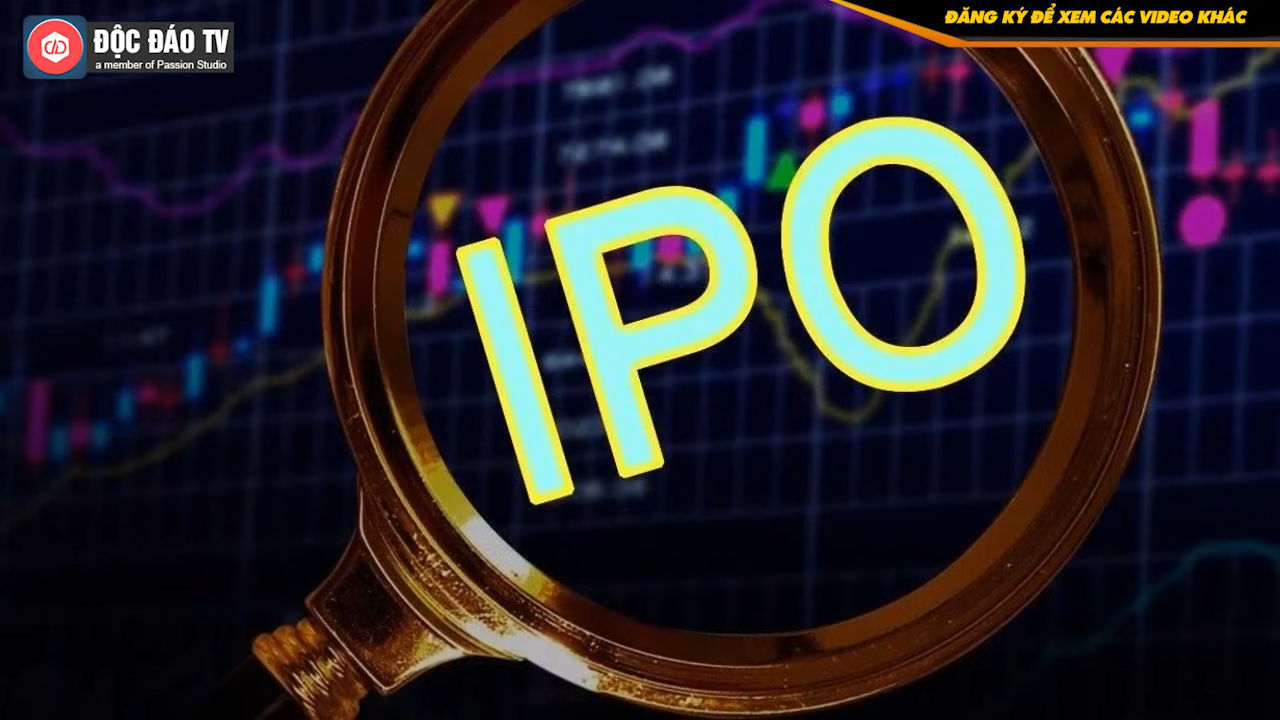 ĐỘC ĐÁO TV
a member of Passion Studio
ĐĂNG KÝ ĐỂ XEM CÁC VIDEO KHÁC
IPO